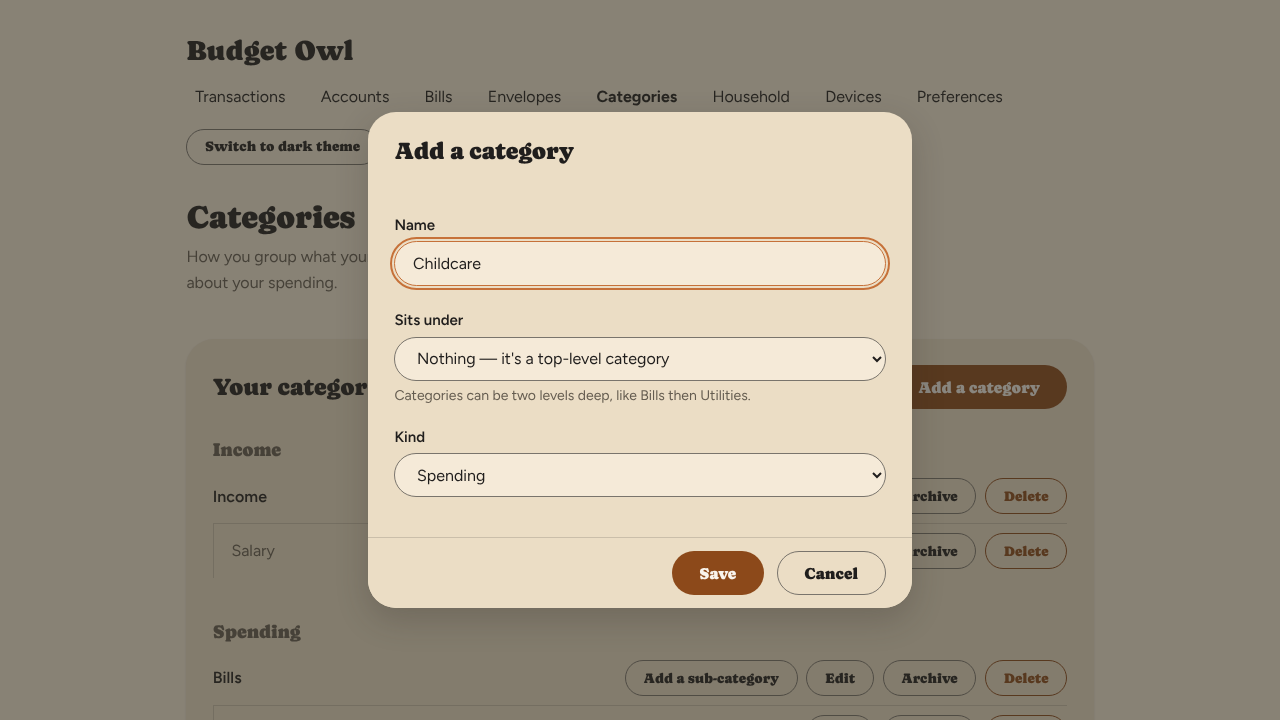 Budget Owl
Transactions Accounts Bills Envelopes Categories Household Devices Preferences
Switch to dark theme
Categories
How you group what you
about your spending.
Add a category
Name
Childcare
Sits under
Nothing — it's a top-level category
Categories can be two levels deep, like Bills then Utilities.
Kind
Spending
Save Cancel
Your categor
Add a category
Income
Income
rchive Delete
Salary
rchive Delete
Spending
Bills
Add a sub-category Edit Archive Delete